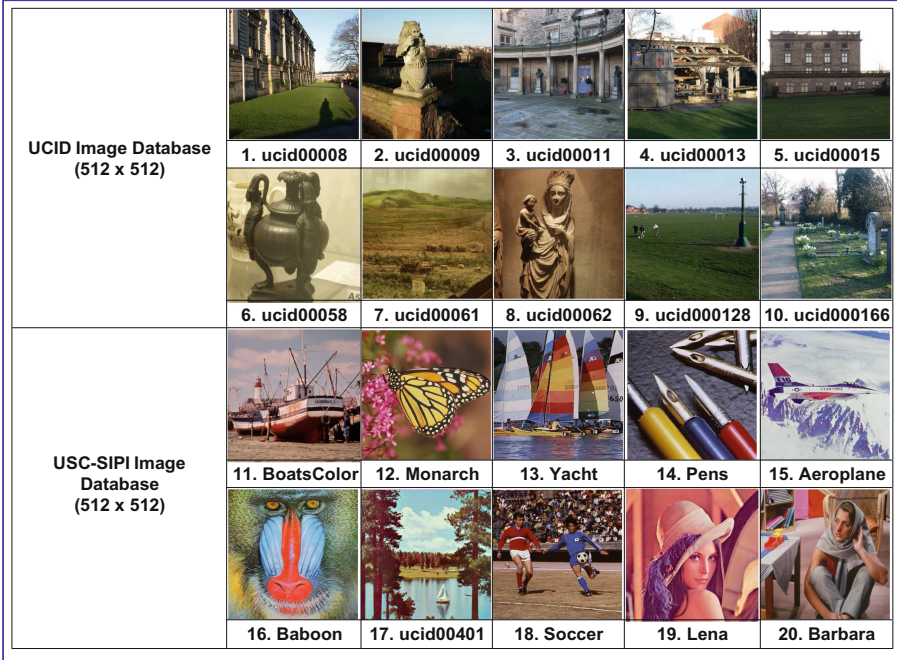 UCID Image Database
(512 x 512)
1. ucid00008
2. ucid00009
3. ucid00011
4. ucid00013
5. ucid00015
6. ucid00058
7. ucid00061
8. ucid00062
9. ucid000128
10. ucid000166
USC-SIPI Image
Database
(512 x 512)
11. BoatsColor
12. Monarch
13. Yacht
14. Pens
15. Aeroplane
16. Baboon
17. ucid00401
18. Soccer
19. Lena
20. Barbara